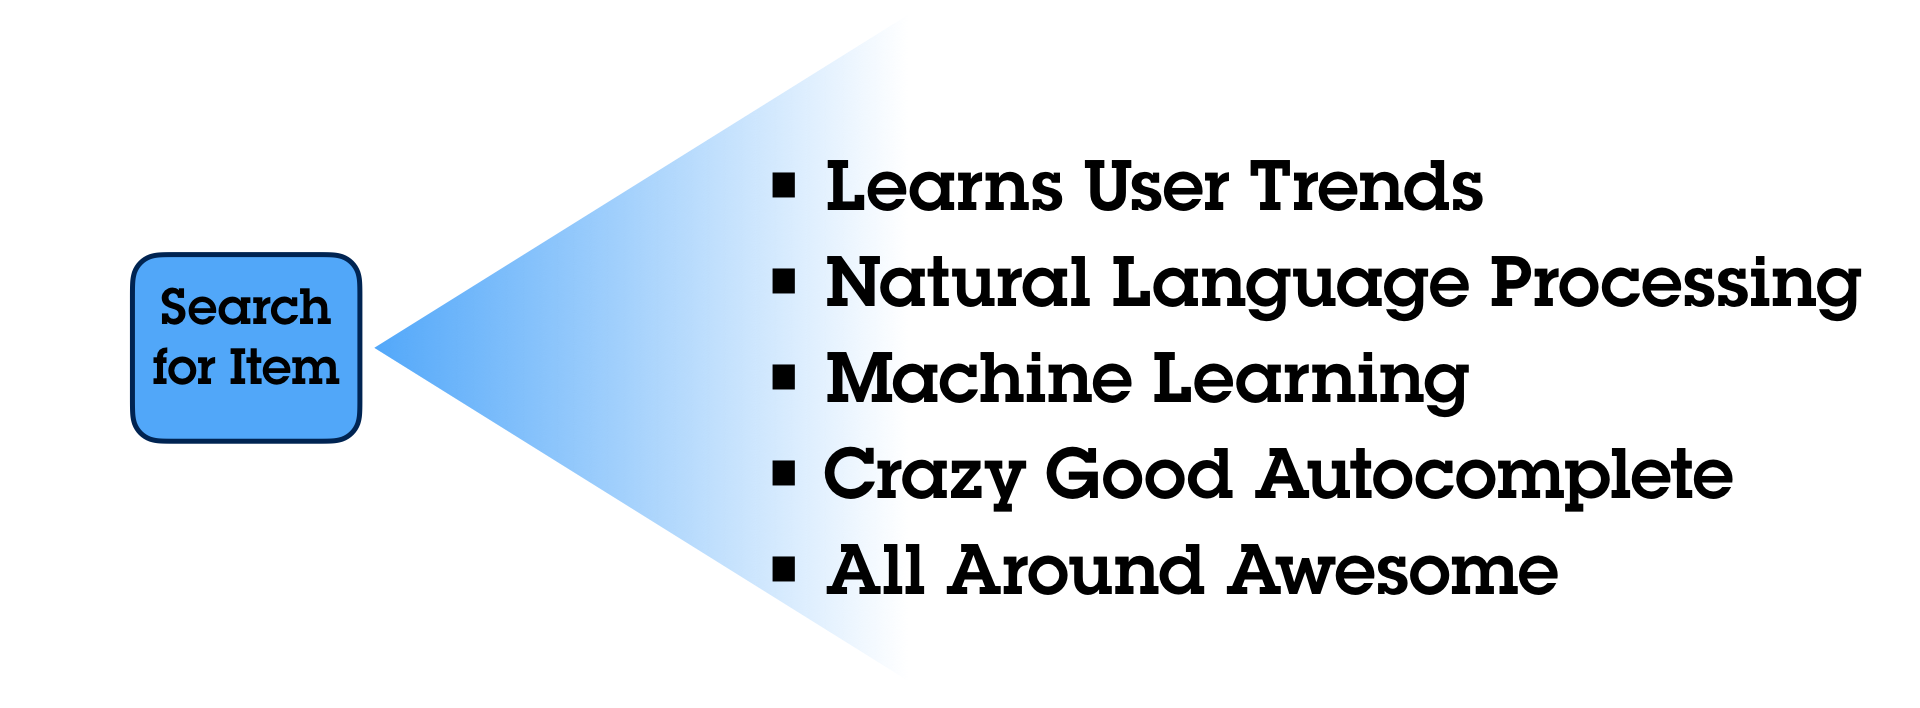 Search
for Item
▪ Learns User Trends
▪ Natural Language Processing
▪ Machine Learning
▪ Crazy Good Autocomplete
▪ All Around Awesome